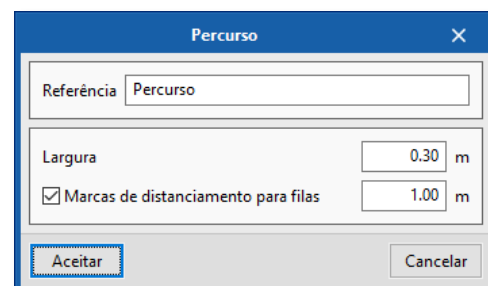 Percurso
Referência Percurso
Largura 0.30 m
Marcas de distanciamento para filas 1.00 m
Aceitar Cancelar